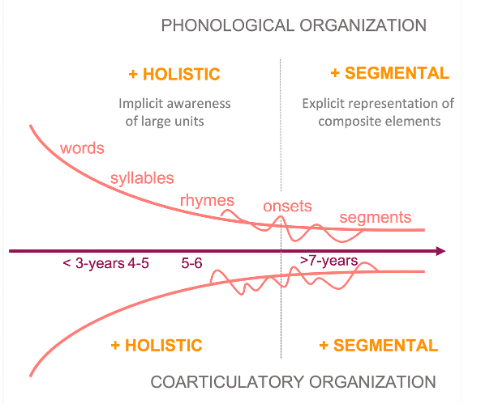 PHONOLOGICAL ORGANIZATION
+ HOLISTIC
+ SEGMENTAL
Implicit awareness
of large units
Explicit representation of
composite elements
words
syllables
rhymes
onsets
segments
< 3-years 4-5 5-6 >7-years
+ HOLISTIC
+ SEGMENTAL
COARTICULATORY ORGANIZATION